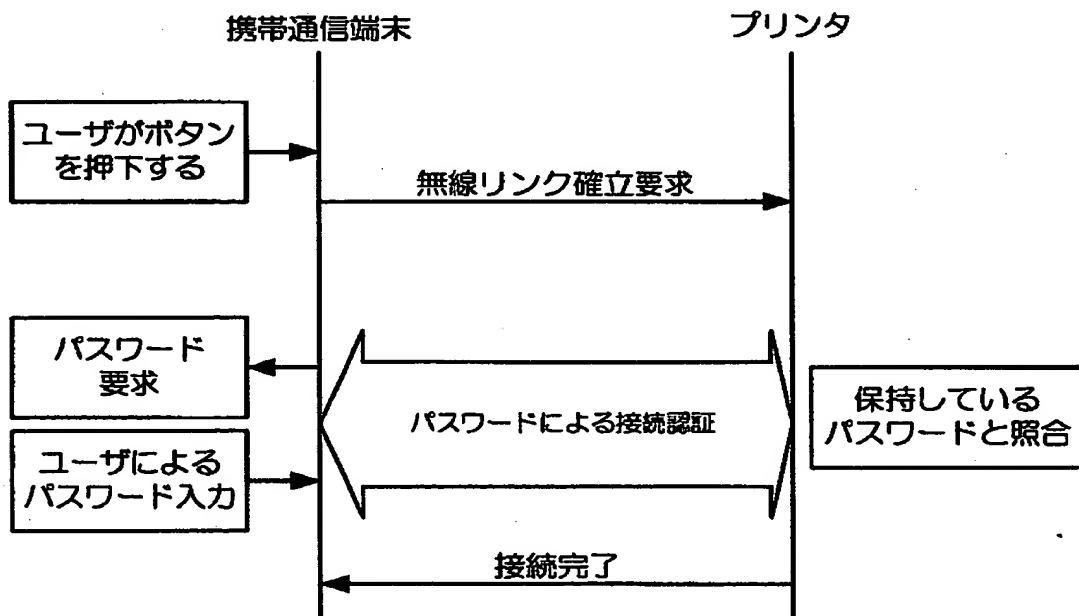 携帯通信端末
プリンタ
ユーザがボタン
を押下する
無線リンク確立要求
パスワード
要求
パスワードによる接続認証
保持している
パスワードと照合
ユーザによる
パスワード入力
接続完了